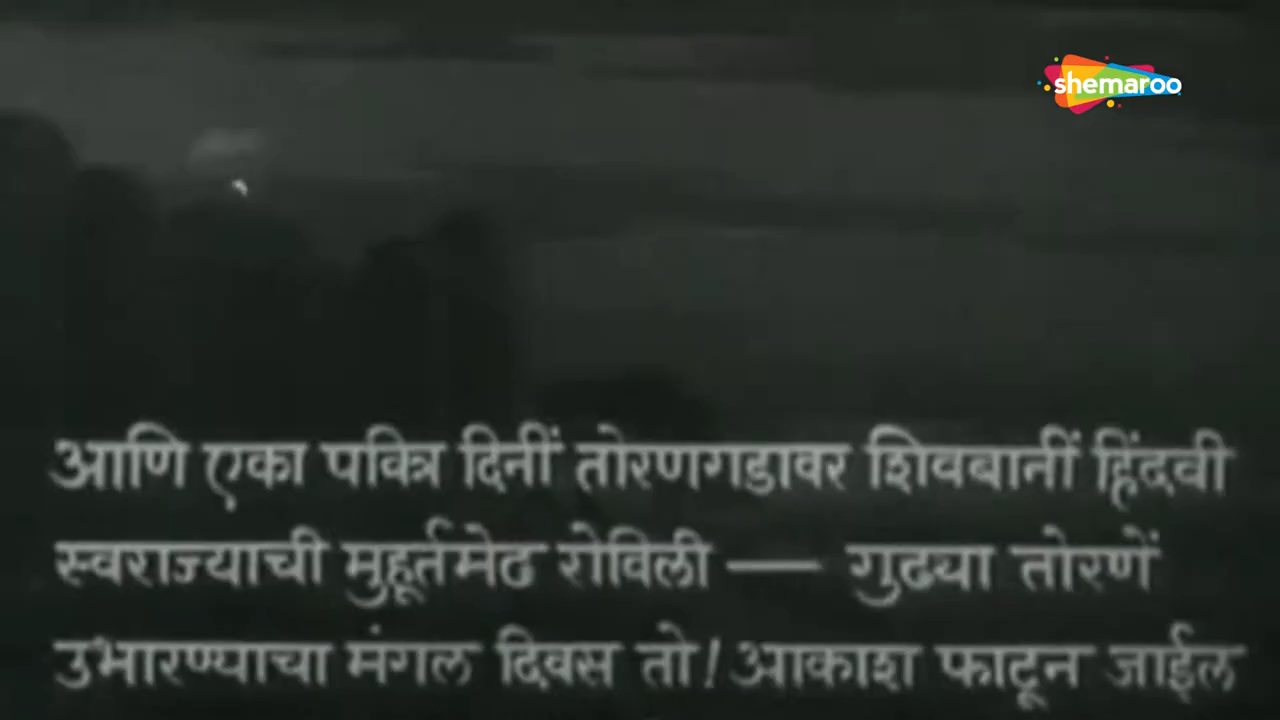 shemaroo
आणि एका पवित्र दिनीं तोरणगडावर शिवबानीं हिंदवी
स्वराज्याची मुहूर्तमेढ रोविली — गुढ्या तोरणें
उभारण्याचा मंगल दिवस तो! आकाश फाटून जाईल